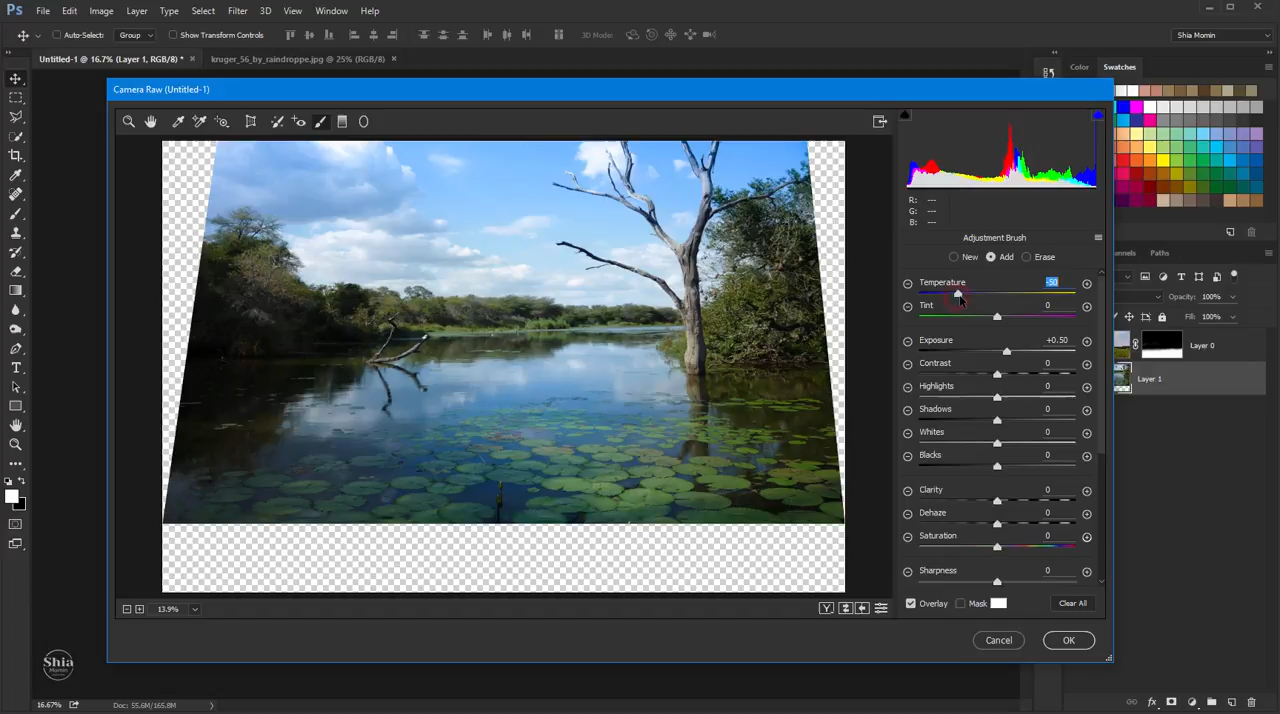 Ps File Edit Image Layer Type Select Filter 3D View Window Help
Auto-Select: Group Show Transform Controls 3D Mode: Shia Momin
Untitled-1 @ 16.7% (Layer 1, RGB/8) * × kruger_56_by_raindroppe.jpg @ 25% (RGB/8) × Color Swatches
Camera Raw (Untitled-1)
R: ---
G: ---
B: ---
Adjustment Brush
New Add Erase
Temperature -50
Tint 0
Exposure +0.50
Contrast 0
Highlights 0
Shadows 0
Whites 0
Blacks 0
Clarity 0
Dehaze 0
Saturation 0
Sharpness 0
Overlay Mask Clear All
13.9% Y
Cancel OK
annels Paths
Opacity: 100%
Fill: 100%
Layer 0
Layer 1
fx
Shia
Momin
16.67% Doc: 55.6M/165.8M